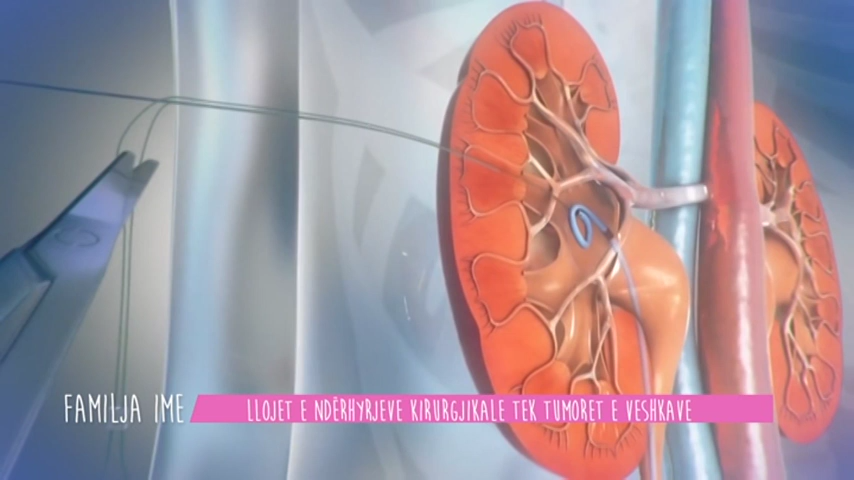 FAMILJA IME
LLOJET E NDËRHYRJEVE KIRURGJIKALE TEK TUMORET E VESHKAVE